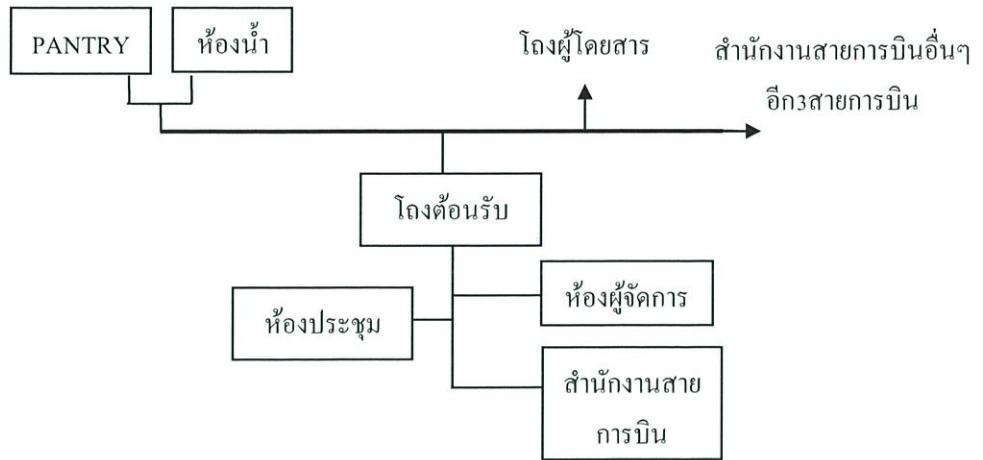 PANTRY
ห้องน้ำ
โถงผู้โดยสาร
สำนักงานสายการบินอื่นๆ
อีก3สายการบิน
โถงต้อนรับ
ห้องผู้จัดการ
ห้องประชุม
สำนักงานสาย
การบิน